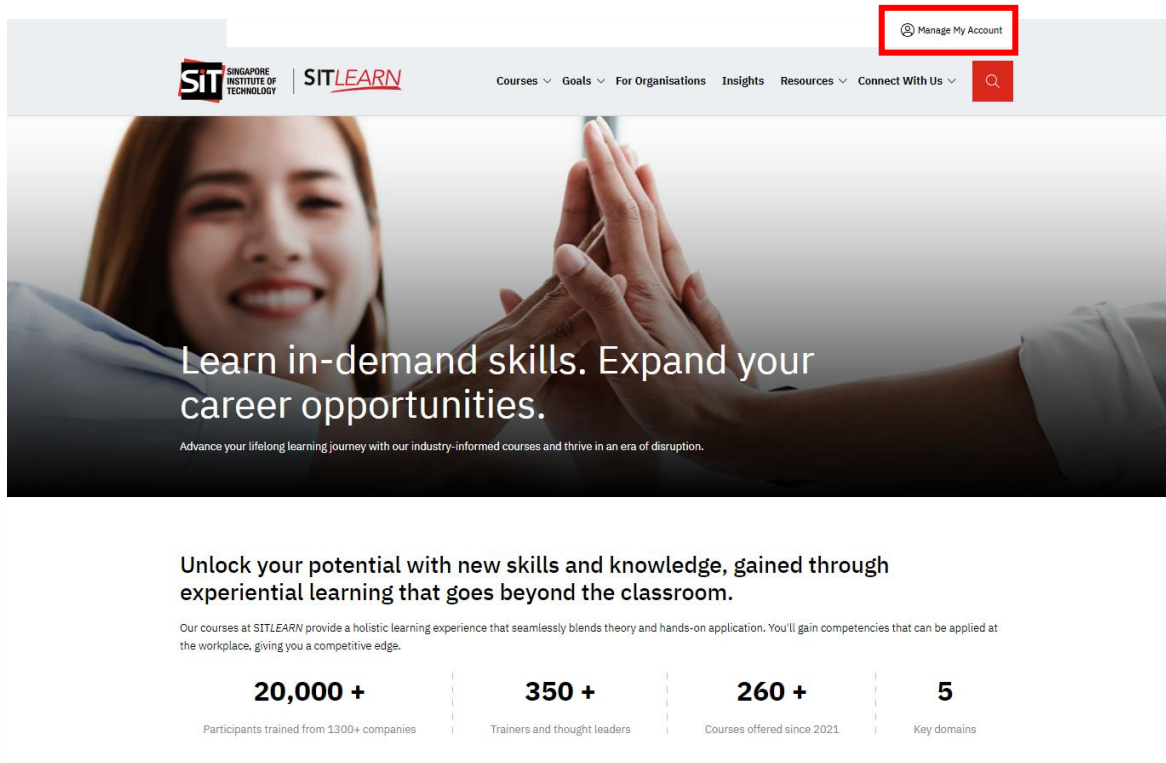 Manage My Account
SiT SINGAPORE INSTITUTE OF TECHNOLOGY
SITLEARN
Courses Goals For Organisations Insights Resources Connect With Us
Learn in-demand skills. Expand your
career opportunities.
Advance your lifelong learning journey with our industry-informed courses and thrive in an era of disruption.
Unlock your potential with new skills and knowledge, gained through
experiential learning that goes beyond the classroom.
Our courses at SITLEARN provide a holistic learning experience that seamlessly blends theory and hands-on application. You'll gain competencies that can be applied at
the workplace, giving you a competitive edge.
20,000 +
Participants trained from 1300+ companies
350 +
Trainers and thought leaders
260 +
Courses offered since 2021
5
Key domains